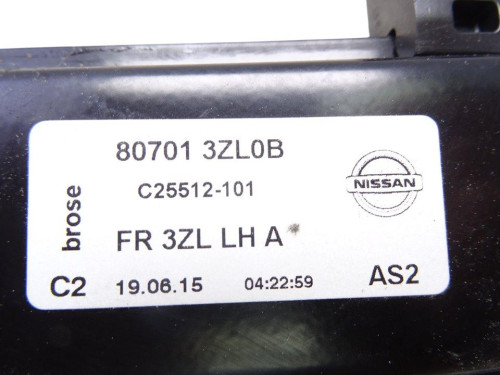 brose
80701 3ZL0B
C25512-101
NISSAN
FR 3ZL LH A
C2 19.06.15 04:22:59 AS2